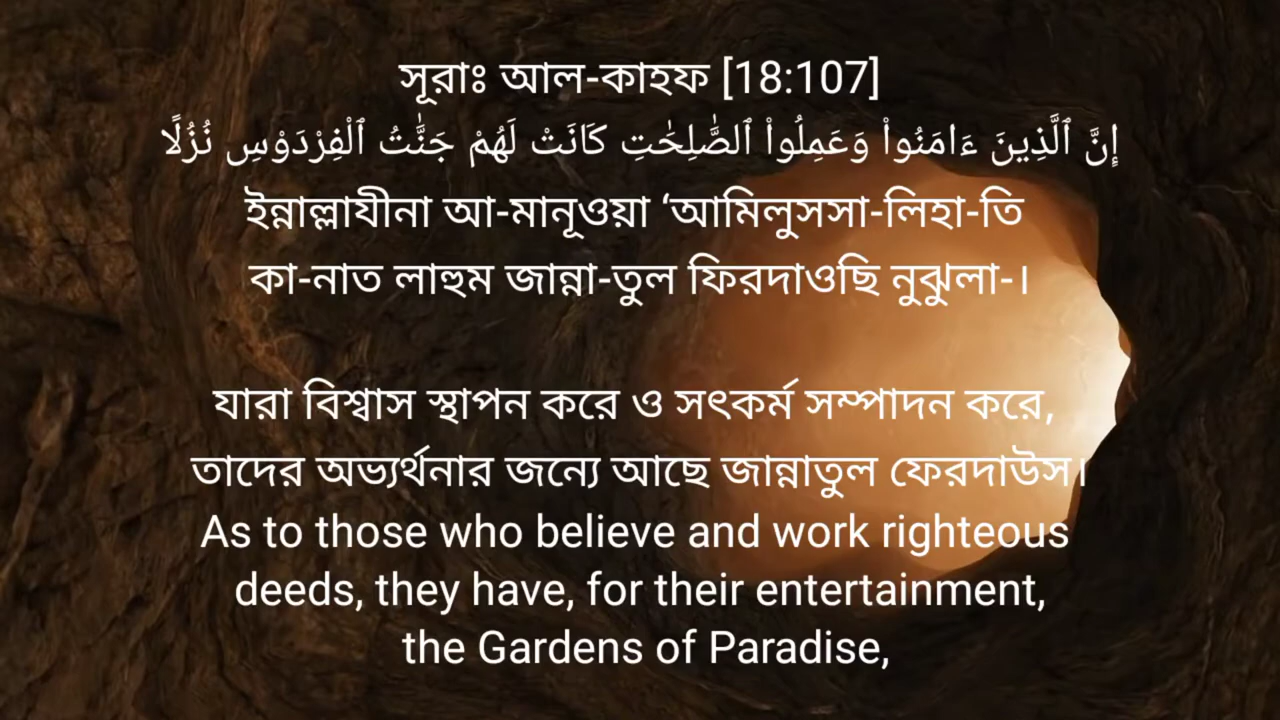 সূরাঃ আল-কাহফ [18:107]
إِنَّ ٱلَّذِينَ ءَامَنُوا۟ وَعَمِلُوا۟ ٱلصَّٰلِحَٰتِ كَانَتْ لَهُمْ جَنَّٰتُ ٱلْفِرْدَوْسِ نُزُلًا
ইন্নাল্লাযীনা আ-মানূওয়া ‘আমিলুসসা-লিহা-তি
কা-নাত লাহুম জান্না-তুল ফিরদাওছি নুঝুলা-।
যারা বিশ্বাস স্থাপন করে ও সৎকর্ম সম্পাদন করে,
তাদের অভ্যর্থনার জন্যে আছে জান্নাতুল ফেরদাউস।
As to those who believe and work righteous
deeds, they have, for their entertainment,
the Gardens of Paradise,